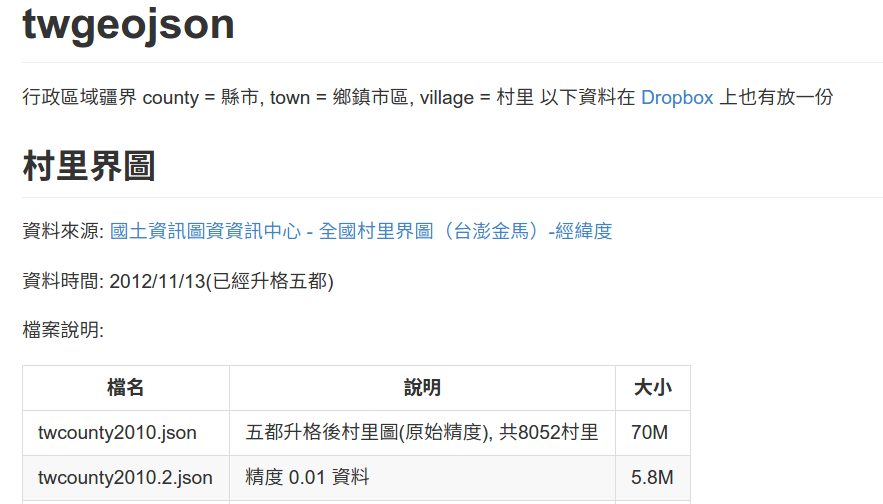 twgeojson
行政區域疆界 county = 縣市, town = 鄉鎮市區, village = 村里 以下資料在 Dropbox 上也有放一份
村里界圖
資料來源: 國土資訊圖資資訊中心 - 全國村里界圖（台澎金馬）-經緯度
資料時間: 2012/11/13(已經升格五都)
檔案說明:
檔名 說明 大小
twcounty2010.json 五都升格後村里圖(原始精度), 共8052村里 70M
twcounty2010.2.json 精度 0.01 資料 5.8M